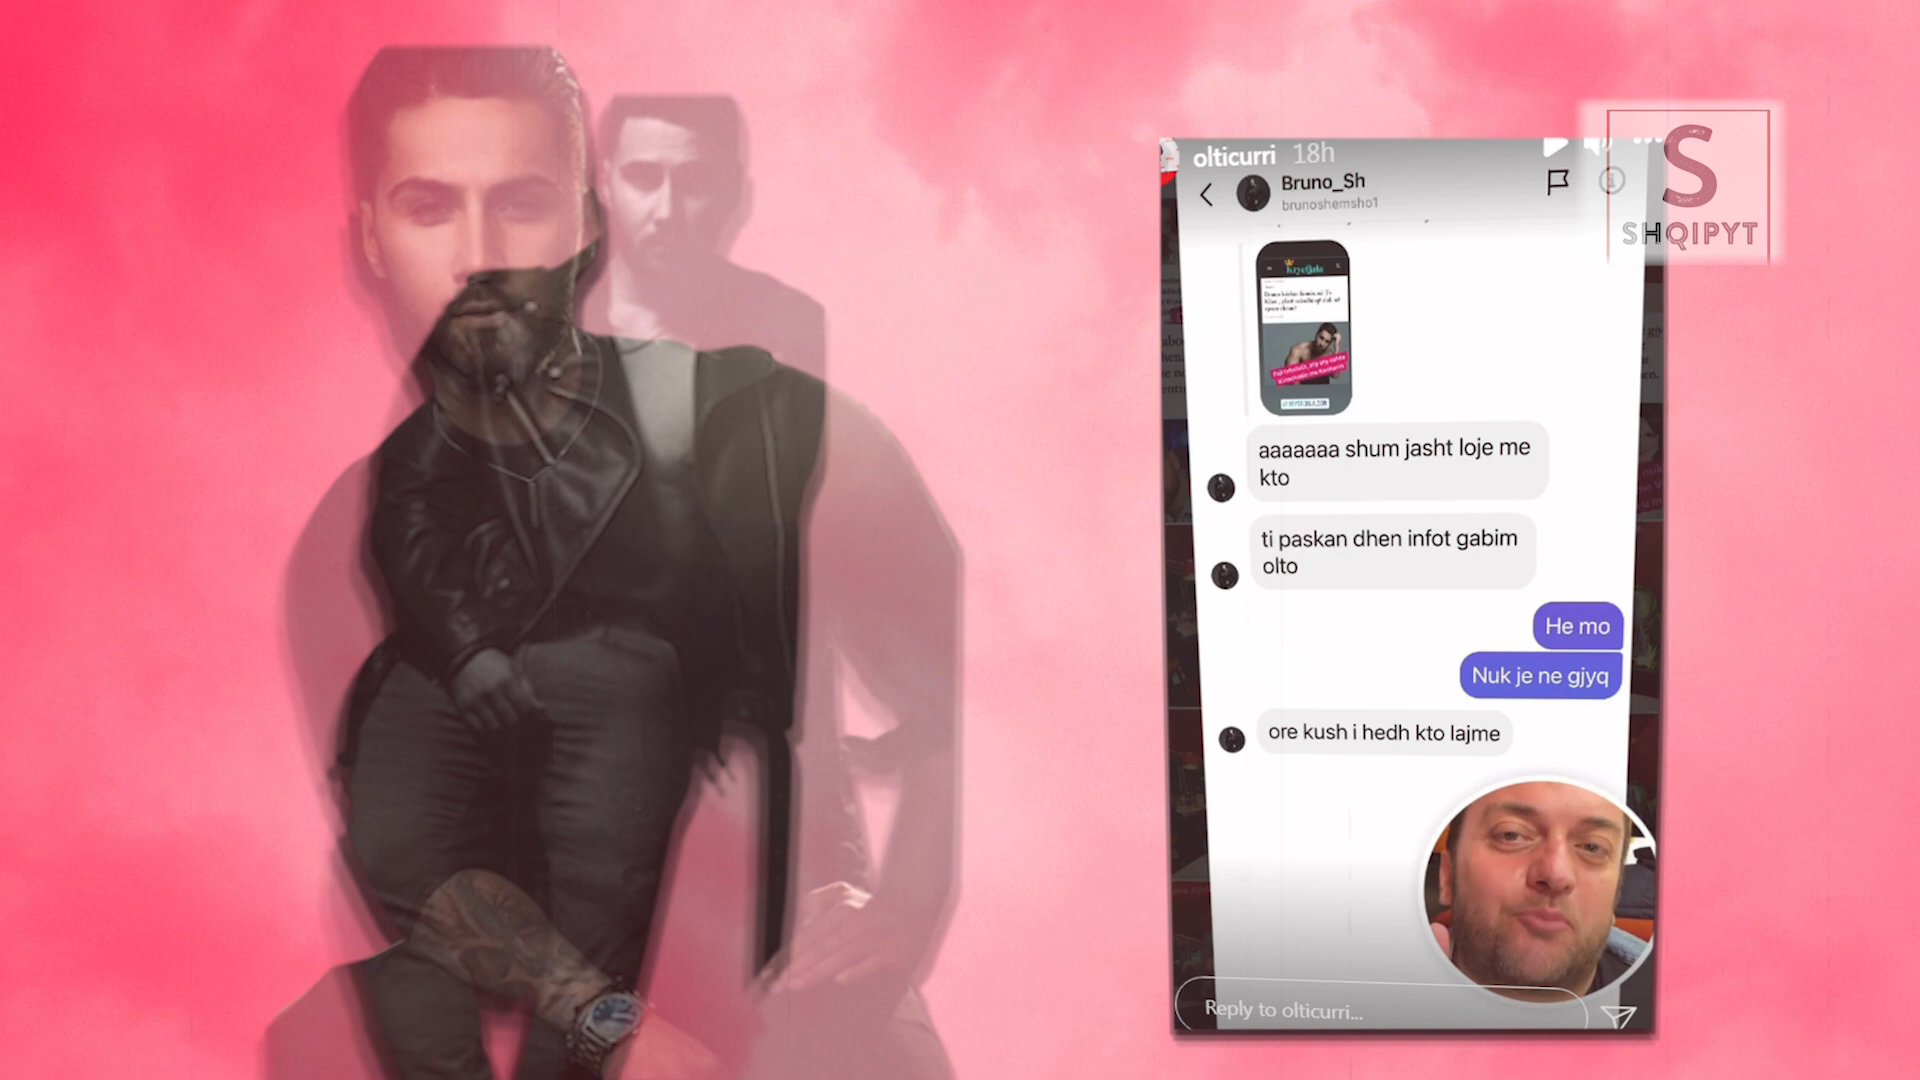 S
SHQIPYT
olticurri 18h
Bruno_Sh
brunoshemsho1
Kryefjala
aaaaaaa shum jasht loje me
kto
ti paskan dhen infot gabim
olto
He mo
Nuk je ne gjyq
ore kush i hedh kto lajme
Reply to olticurri...